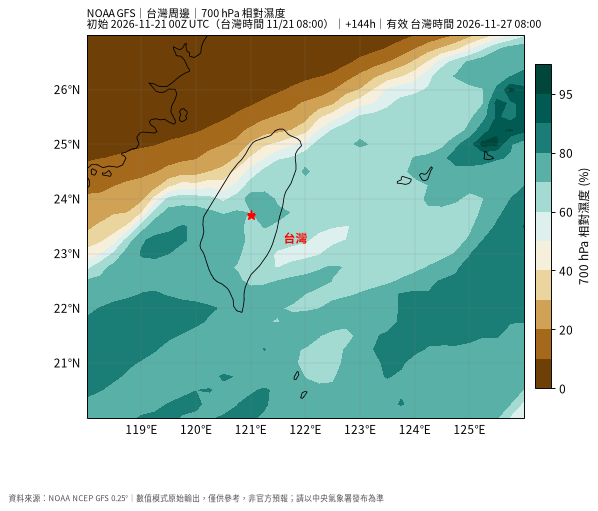 NOAA GFS｜台灣周邊｜700 hPa 相對濕度
初始 2026-11-21 00Z UTC（台灣時間 11/21 08:00）｜+144h｜有效 台灣時間 2026-11-27 08:00
26°N
25°N
24°N
23°N
22°N
21°N
119°E
120°E
121°E
122°E
123°E
124°E
125°E
台灣
95
80
60
40
20
0
700 hPa 相對濕度 (%)
資料來源：NOAA NCEP GFS 0.25°｜數值模式原始輸出，僅供參考，非官方預報；請以中央氣象署發布為準